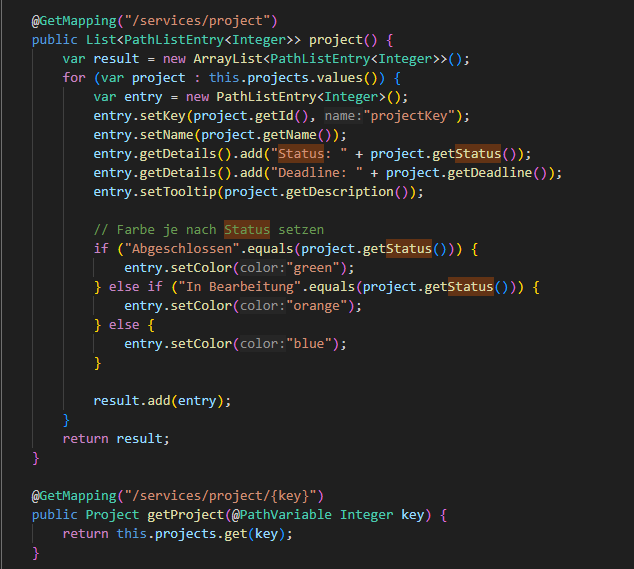 @GetMapping("/services/project")
public List<PathListEntry<Integer>> project() {
var result = new ArrayList<PathListEntry<Integer>>();
for (var project : this.projects.values()) {
var entry = new PathListEntry<Integer>();
entry.setKey(project.getId(), name:"projectKey");
entry.setName(project.getName());
entry.getDetails().add("Status: " + project.getStatus());
entry.getDetails().add("Deadline: " + project.getDeadline());
entry.setTooltip(project.getDescription());
// Farbe je nach Status setzen
if ("Abgeschlossen".equals(project.getStatus())) {
entry.setColor(color:"green");
} else if ("In Bearbeitung".equals(project.getStatus())) {
entry.setColor(color:"orange");
} else {
entry.setColor(color:"blue");
}
result.add(entry);
}
return result;
}
@GetMapping("/services/project/{key}")
public Project getProject(@PathVariable Integer key) {
return this.projects.get(key);
}